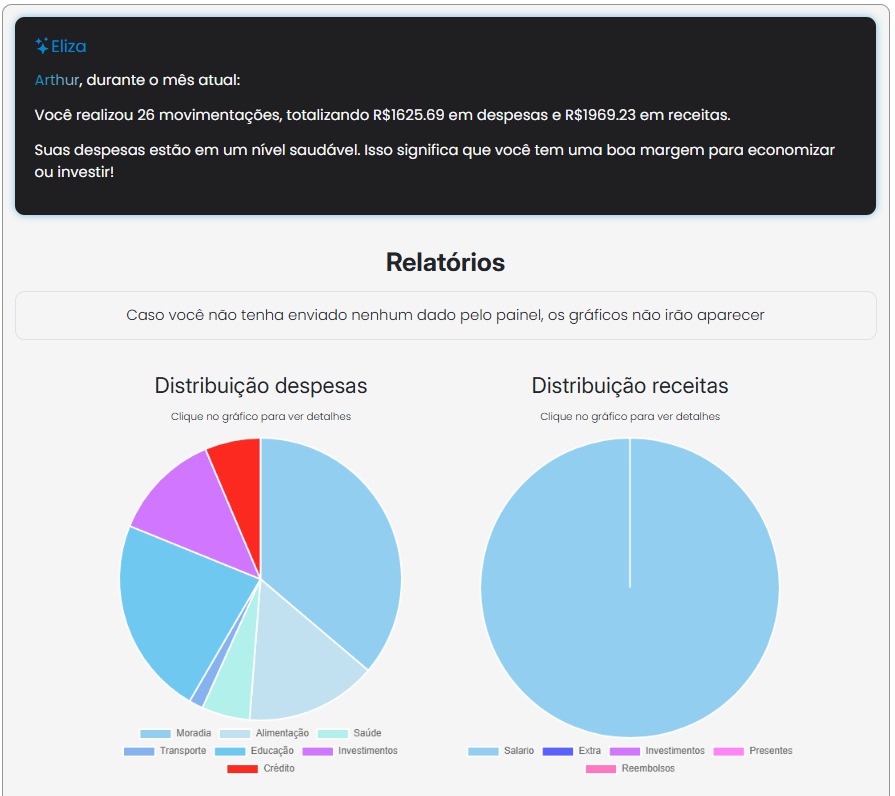 Eliza
Arthur, durante o mês atual:
Você realizou 26 movimentações, totalizando R$1625.69 em despesas e R$1969.23 em receitas.
Suas despesas estão em um nível saudável. Isso significa que você tem uma boa margem para economizar
ou investir!
Relatórios
Caso você não tenha enviado nenhum dado pelo painel, os gráficos não irão aparecer
Distribuição despesas
Clique no gráfico para ver detalhes
Moradia Alimentação Saúde
Transporte Educação Investimentos
Crédito
Distribuição receitas
Clique no gráfico para ver detalhes
Salario Extra Investimentos Presentes
Reembolsos